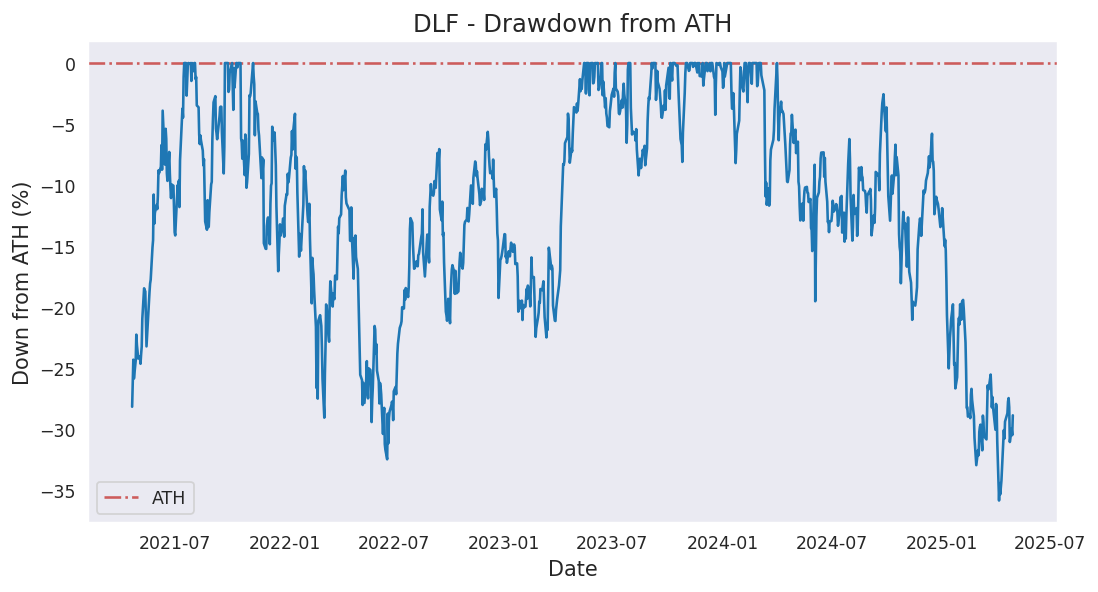 DLF - Drawdown from ATH
Down from ATH (%)
0
−5
−10
−15
−20
−25
−30
−35
ATH
2021-07 2022-01 2022-07 2023-01 2023-07 2024-01 2024-07 2025-01 2025-07
Date